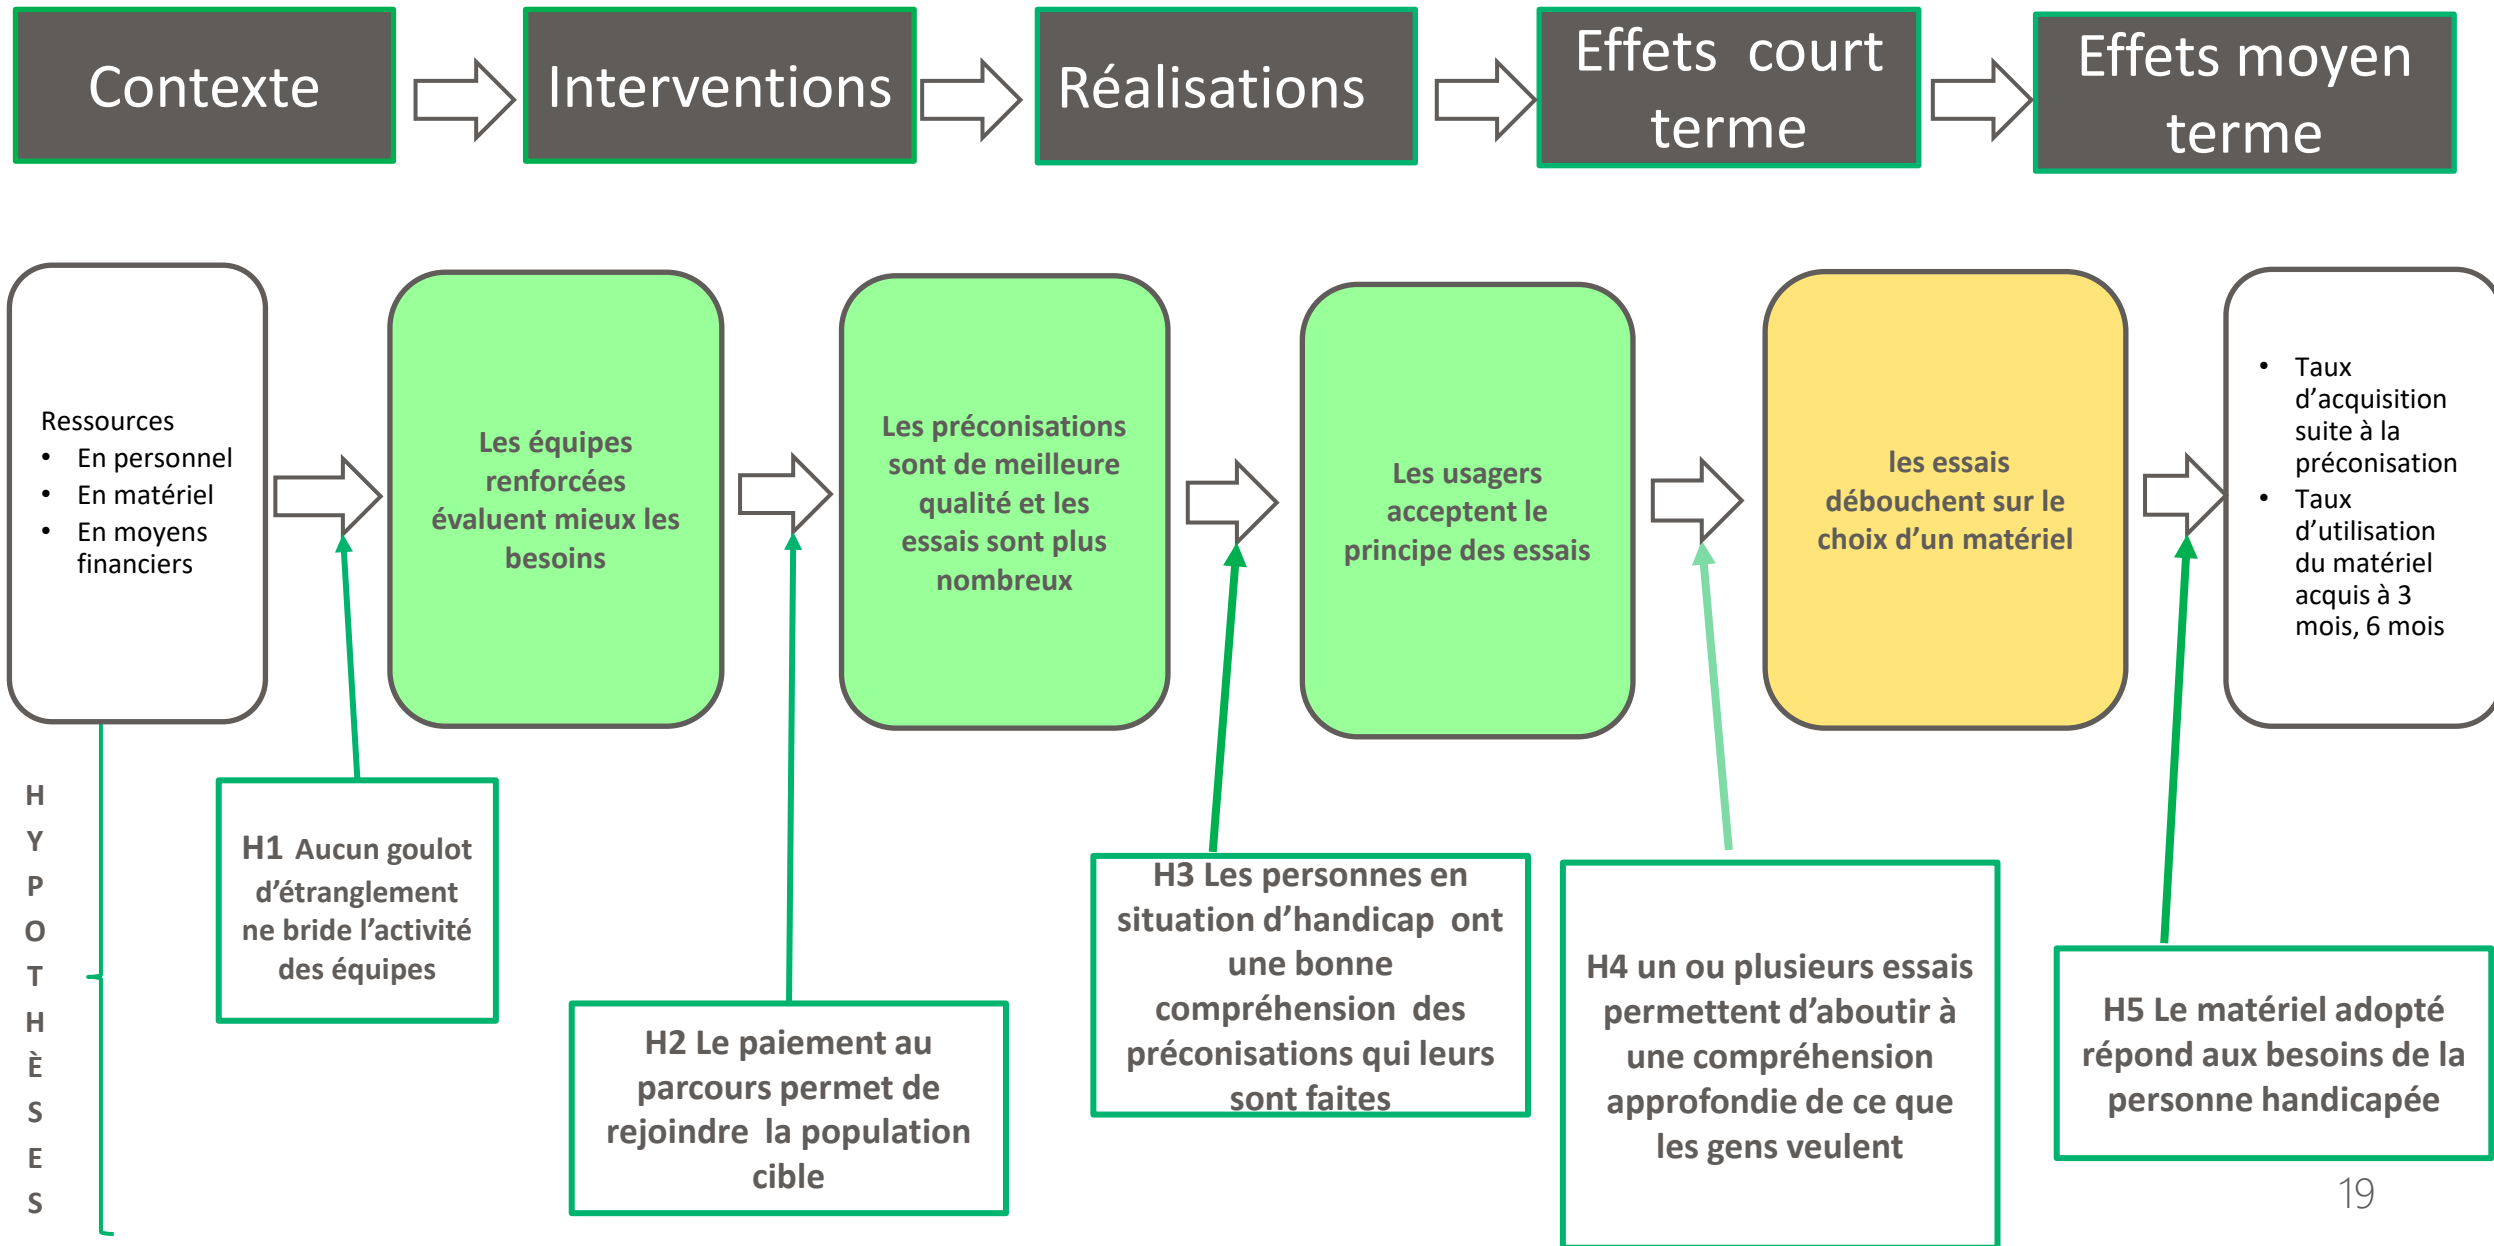 Contexte
Interventions
Réalisations
Effets court
terme
Effets moyen
terme
Ressources
• En personnel
• En matériel
• En moyens
financiers
Les équipes
renforcées
évaluent mieux les
besoins
Les préconisations
sont de meilleure
qualité et les
essais sont plus
nombreux
Les usagers
acceptent le
principe des essais
les essais
débouchent sur le
choix d’un matériel
• Taux
d’acquisition
suite à la
préconisation
• Taux
d’utilisation
du matériel
acquis à 3
mois, 6 mois
H
Y
P
O
T
H
È
S
E
S
H1 Aucun goulot
d’étranglement
ne bride l’activité
des équipes
H2 Le paiement au
parcours permet de
rejoindre la population
cible
H3 Les personnes en
situation d’handicap ont
une bonne
compréhension des
préconisations qui leurs
sont faites
H4 un ou plusieurs essais
permettent d’aboutir à
une compréhension
approfondie de ce que
les gens veulent
H5 Le matériel adopté
répond aux besoins de la
personne handicapée
19